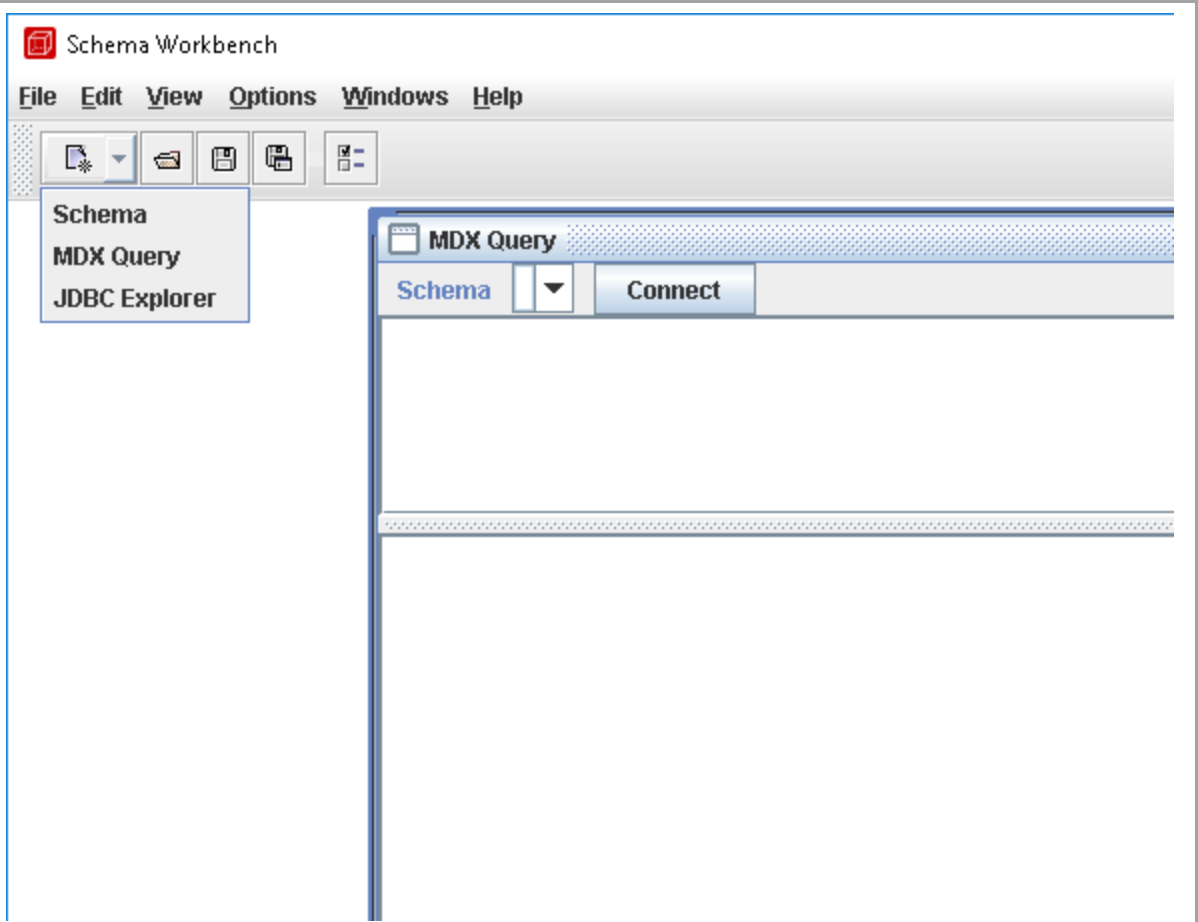 Schema Workbench
File Edit View Options Windows Help
Schema
MDX Query
JDBC Explorer
MDX Query
Schema Connect